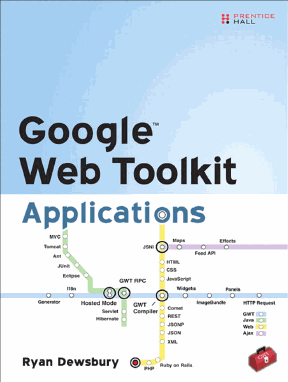 PRENTICE
HALL
Google™
Web Toolkit
Applications
MVC
Tomcat
Ant
JUnit
Eclipse
I18n
Generator
Hosted Mode
GWT RPC
Servlet
Hibernate
GWT
Compiler
JSNI
Maps
Feed API
Effects
HTML
CSS
JavaScript
Widgets
ImageBundle
Panels
HTTP Request
Comet
REST
JSONP
JSON
XML
Ruby on Rails
PHP
GWT
Java
Web
Ajax
Ryan Dewsbury